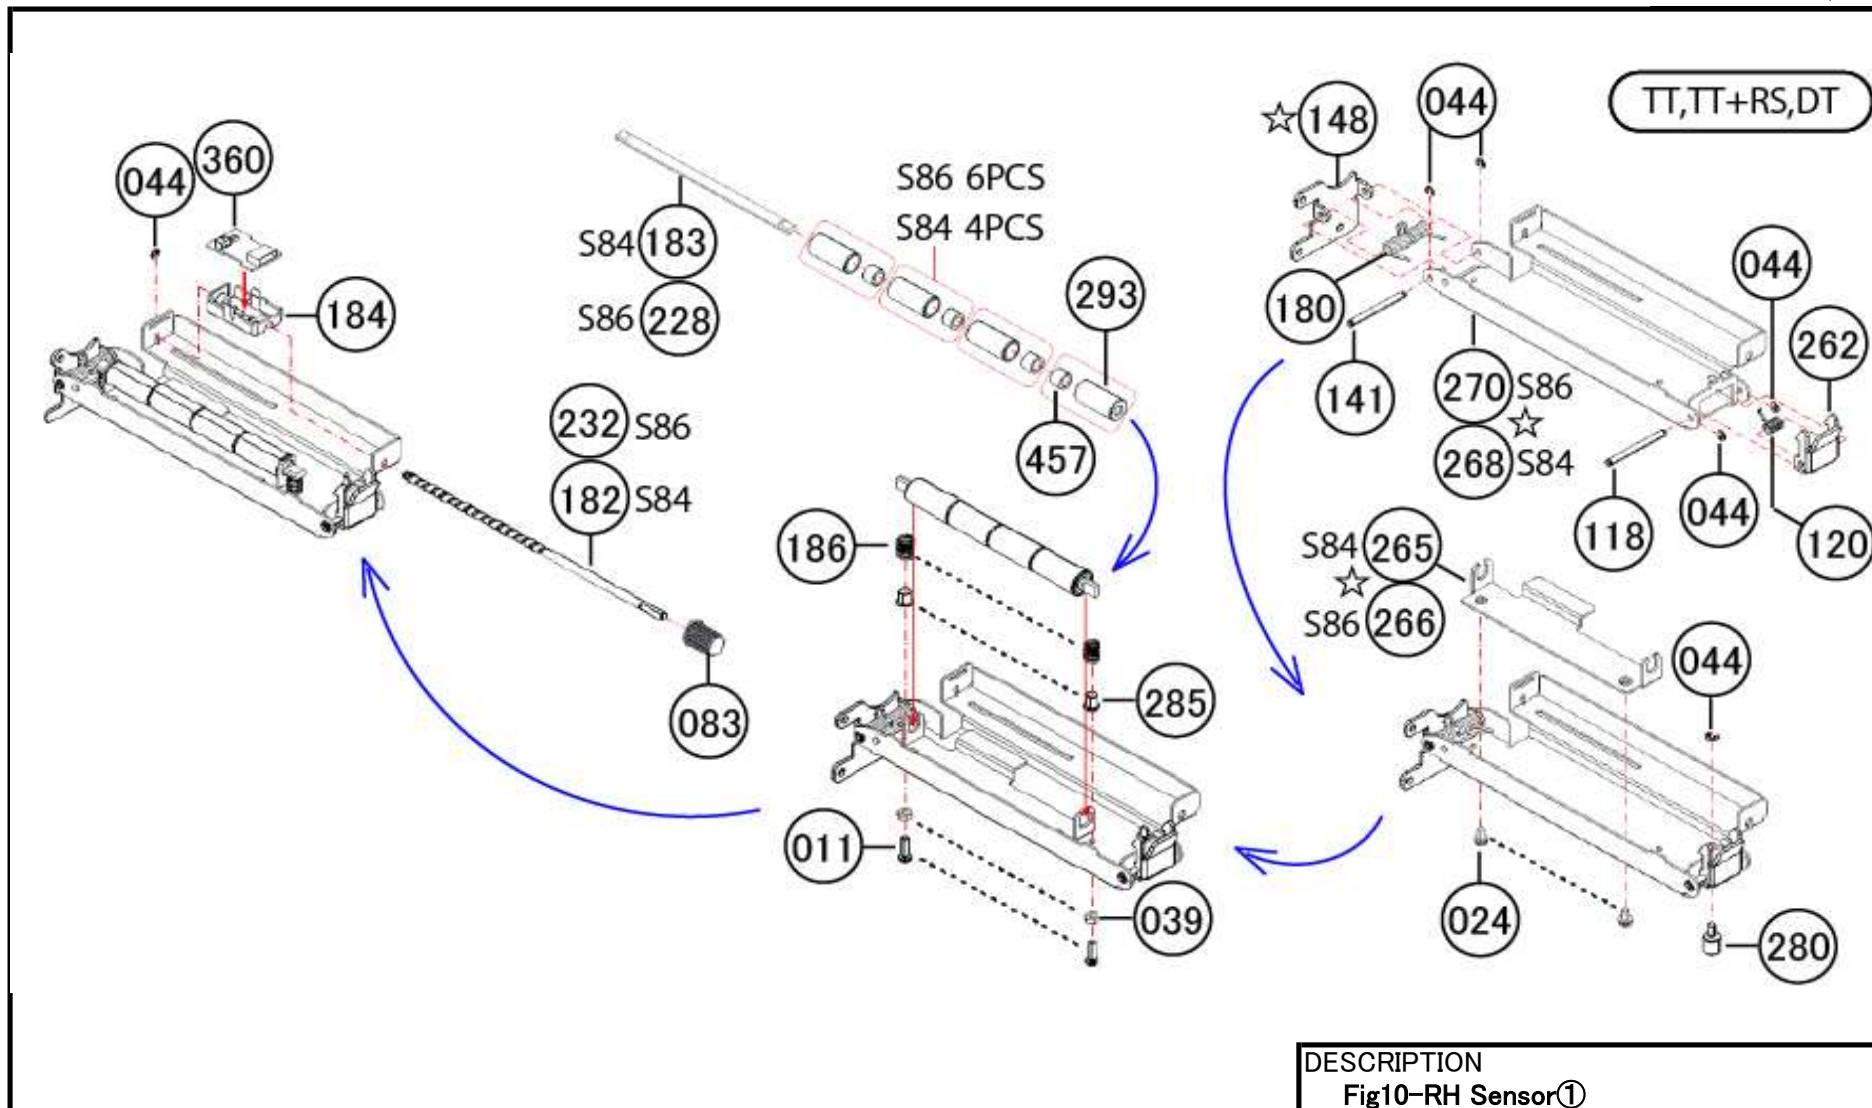 TT,TT+RS,DT
044
360
184
S84 183
S86 228
S86 6PCS
S84 4PCS
293
457
232 S86
182 S84
083
☆ 148
044
180
141
270 S86
☆
268 S84
044
262
118
044
120
186
285
011
039
S84 265
☆
S86 266
044
024
280
DESCRIPTION
Fig10-RH Sensor①